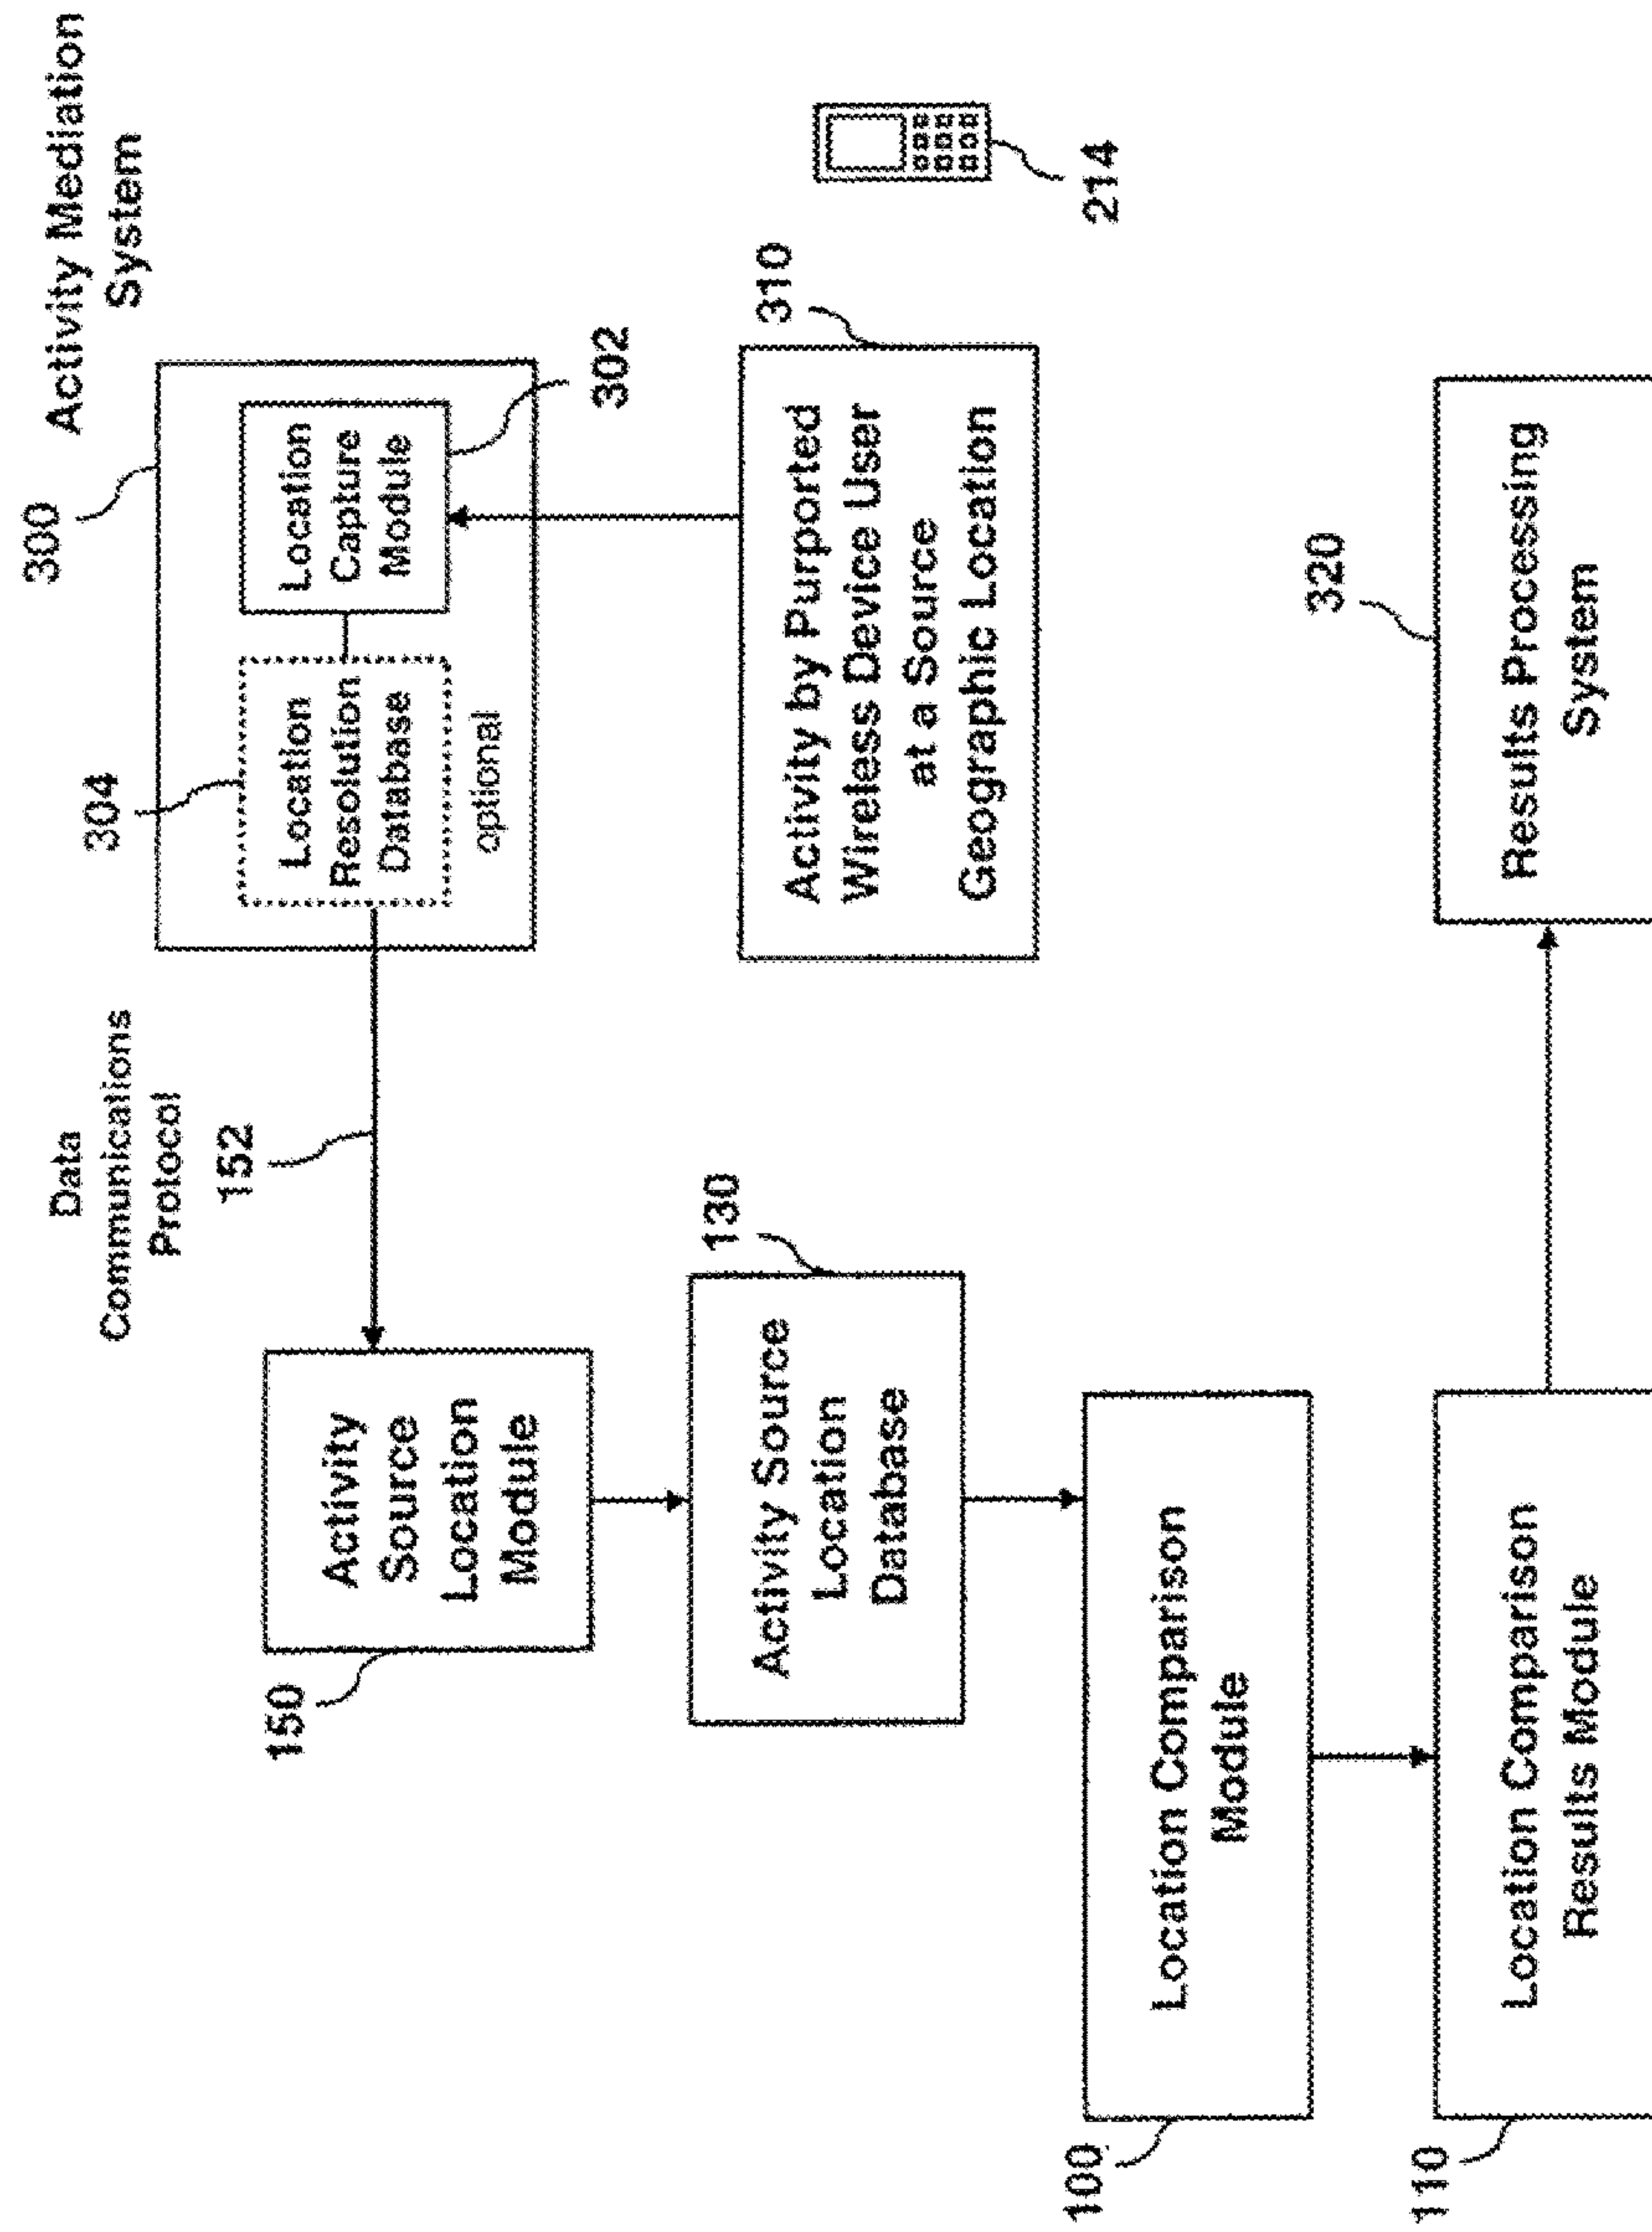 Activity Mediation
System
300
304
Location
Resolution
Database
optional
Location
Capture
Module
302
Data
Communications
Protocol
152
150
Activity
Source
Location
Module
310
Activity by Purported
Wireless Device User
at a Source
Geographic Location
214
130
Activity Source
Location
Database
100
Location Comparison
Module
110
Location Comparison
Results Module
320
Results Processing
System